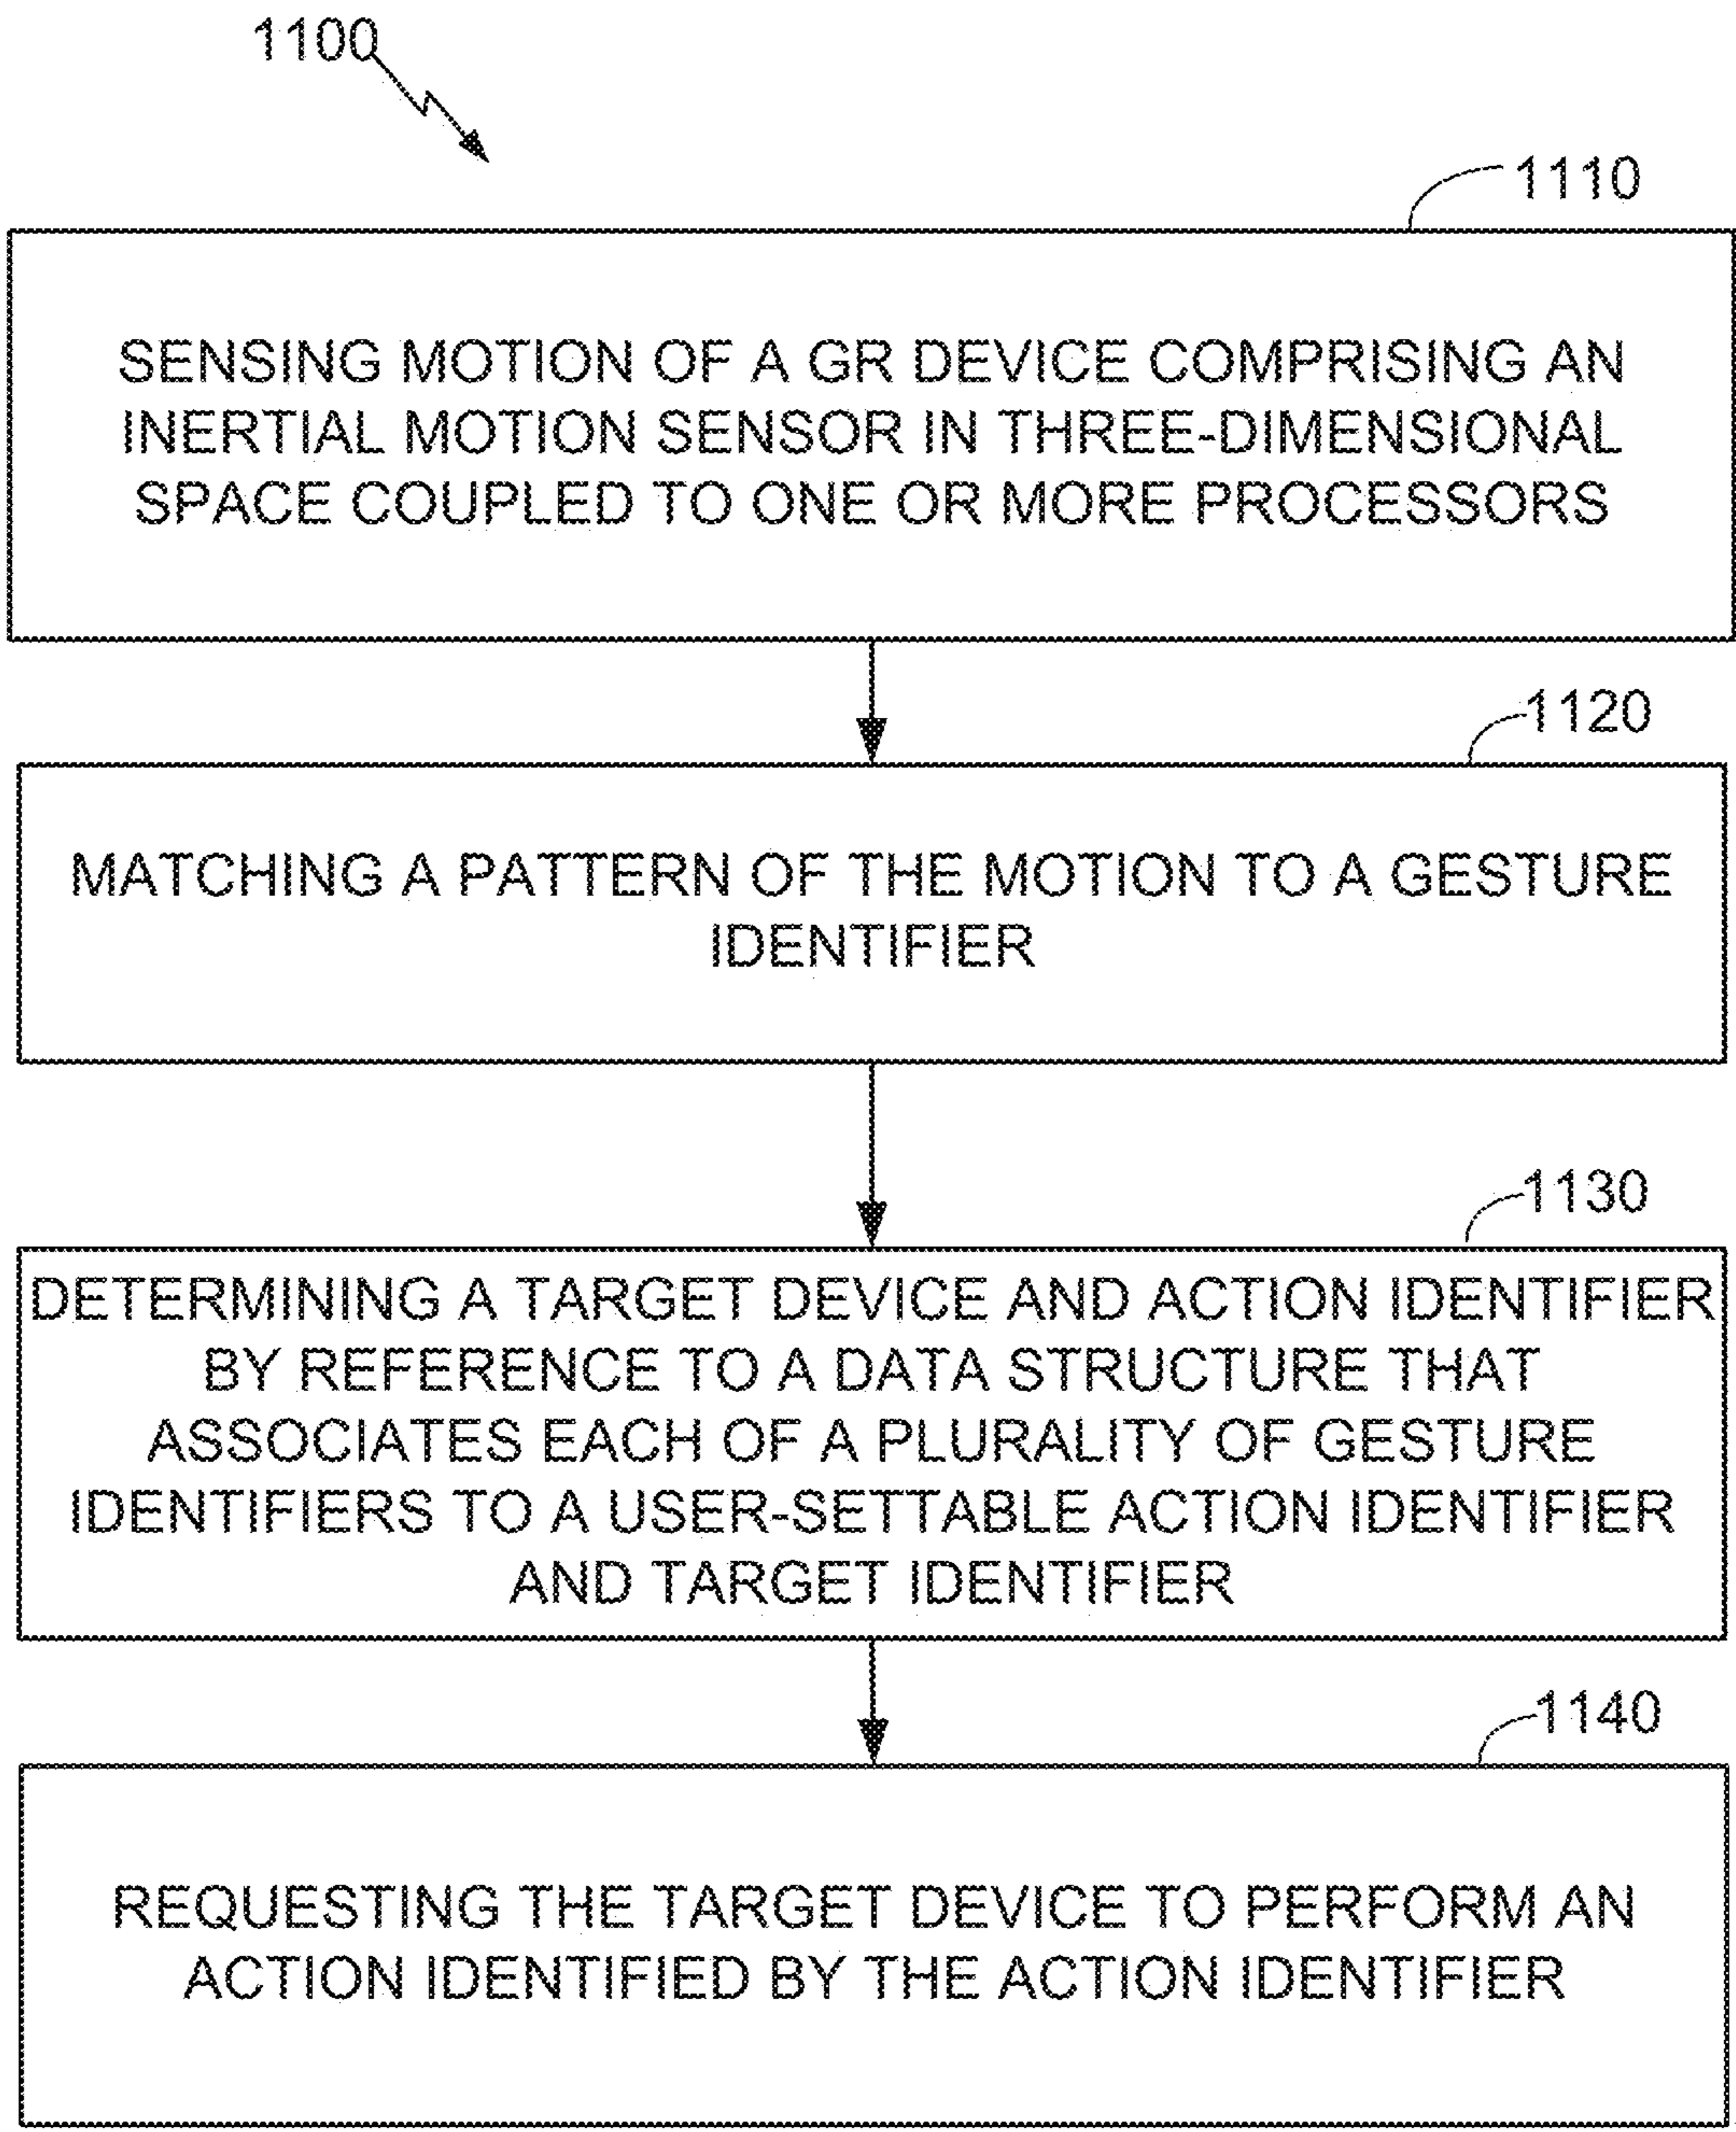 1100
1110
SENSING MOTION OF A GR DEVICE COMPRISING AN
INERTIAL MOTION SENSOR IN THREE-DIMENSIONAL
SPACE COUPLED TO ONE OR MORE PROCESSORS
1120
MATCHING A PATTERN OF THE MOTION TO A GESTURE
IDENTIFIER
1130
DETERMINING A TARGET DEVICE AND ACTION IDENTIFIER
BY REFERENCE TO A DATA STRUCTURE THAT
ASSOCIATES EACH OF A PLURALITY OF GESTURE
IDENTIFIERS TO A USER-SETTABLE ACTION IDENTIFIER
AND TARGET IDENTIFIER
1140
REQUESTING THE TARGET DEVICE TO PERFORM AN
ACTION IDENTIFIED BY THE ACTION IDENTIFIER